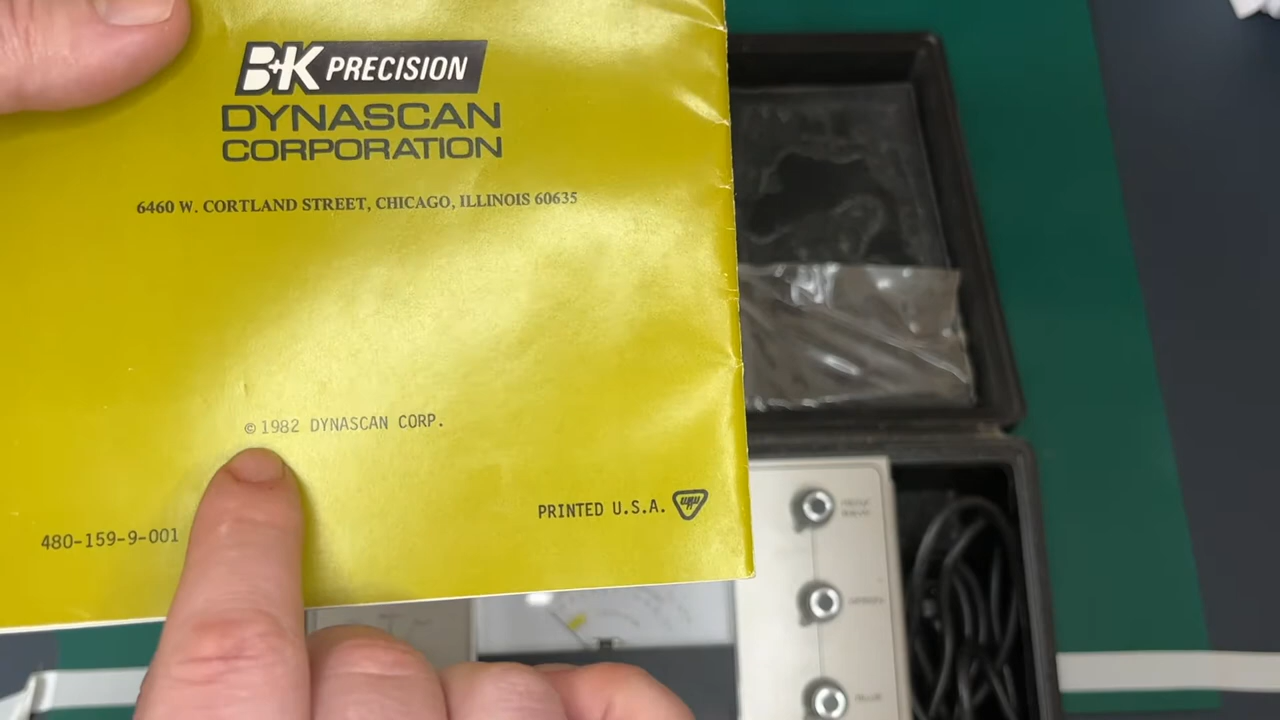 B+K PRECISION
DYNASCAN
CORPORATION
6460 W. CORTLAND STREET, CHICAGO, ILLINOIS 60635
© 1982 DYNASCAN CORP.
PRINTED U.S.A.
480-159-9-001